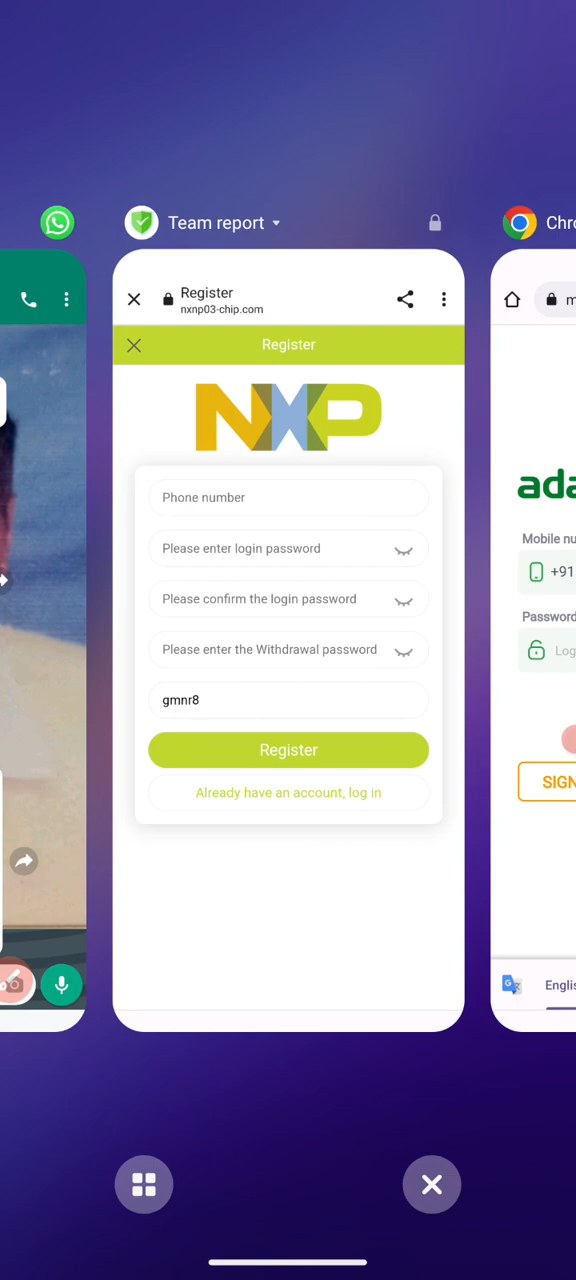 Team report
Chro
Register
nxnp03-chip.com
m
Register
NXP
Phone number
Please enter login password
Please confirm the login password
Please enter the Withdrawal password
gmnr8
Register
Already have an account, log in
ada
Mobile nu
+91
Password
Log
SIGN
Englis